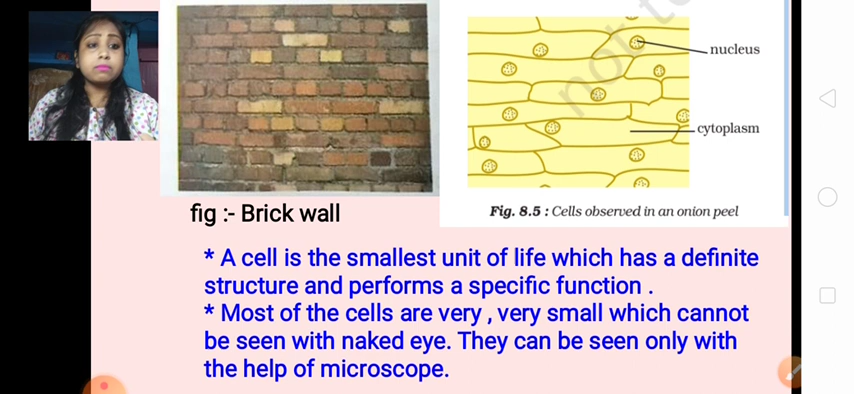 not to
nucleus
cytoplasm
fig :- Brick wall
Fig. 8.5 : Cells observed in an onion peel
* A cell is the smallest unit of life which has a definite
structure and performs a specific function .
* Most of the cells are very , very small which cannot
be seen with naked eye. They can be seen only with
the help of microscope.